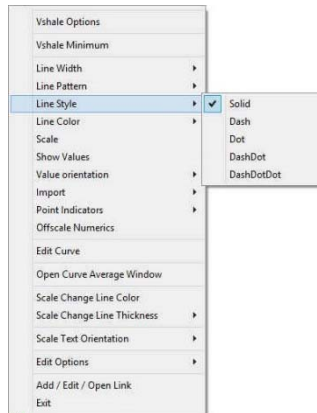 Vshale Options
Vshale Minimum
Line Width
Line Pattern
Line Style
Line Color
Scale
Show Values
Value orientation
Import
Point Indicators
Offscale Numerics
Edit Curve
Open Curve Average Window
Scale Change Line Color
Scale Change Line Thickness
Scale Text Orientation
Edit Options
Add / Edit / Open Link
Exit
Solid
Dash
Dot
DashDot
DashDotDot